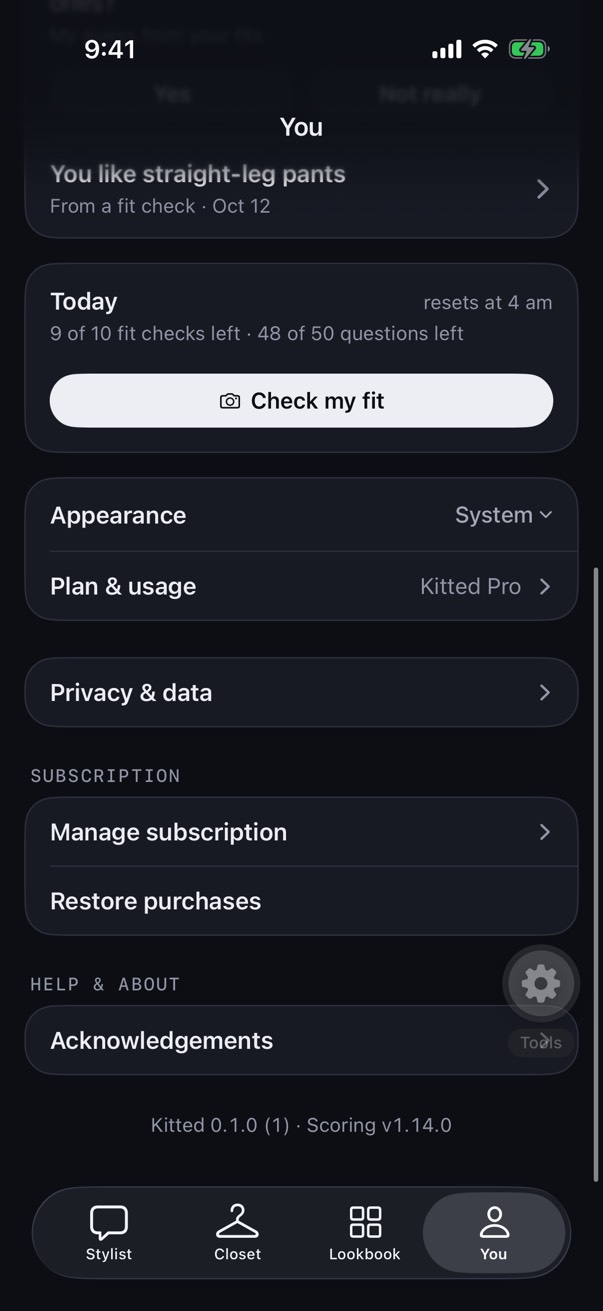 9:41
Yes
Not really
You
You like straight-leg pants
From a fit check · Oct 12
Today
resets at 4 am
9 of 10 fit checks left · 48 of 50 questions left
Check my fit
Appearance
System
Plan & usage
Kitted Pro
Privacy & data
SUBSCRIPTION
Manage subscription
Restore purchases
HELP & ABOUT
Acknowledgements
Tools
Kitted 0.1.0 (1) · Scoring v1.14.0
Stylist
Closet
Lookbook
You